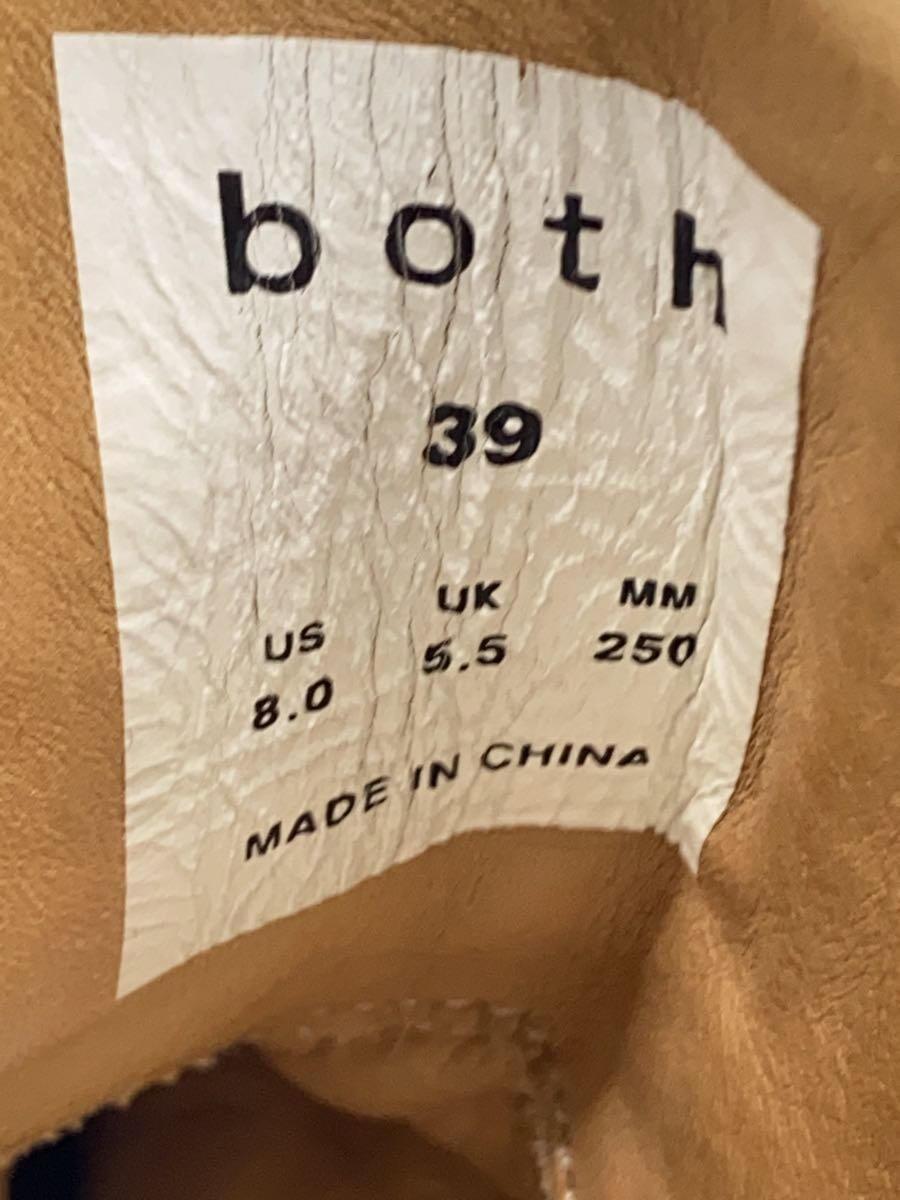 both
39
US UK MM
8.0 5.5 250
MADE IN CHINA